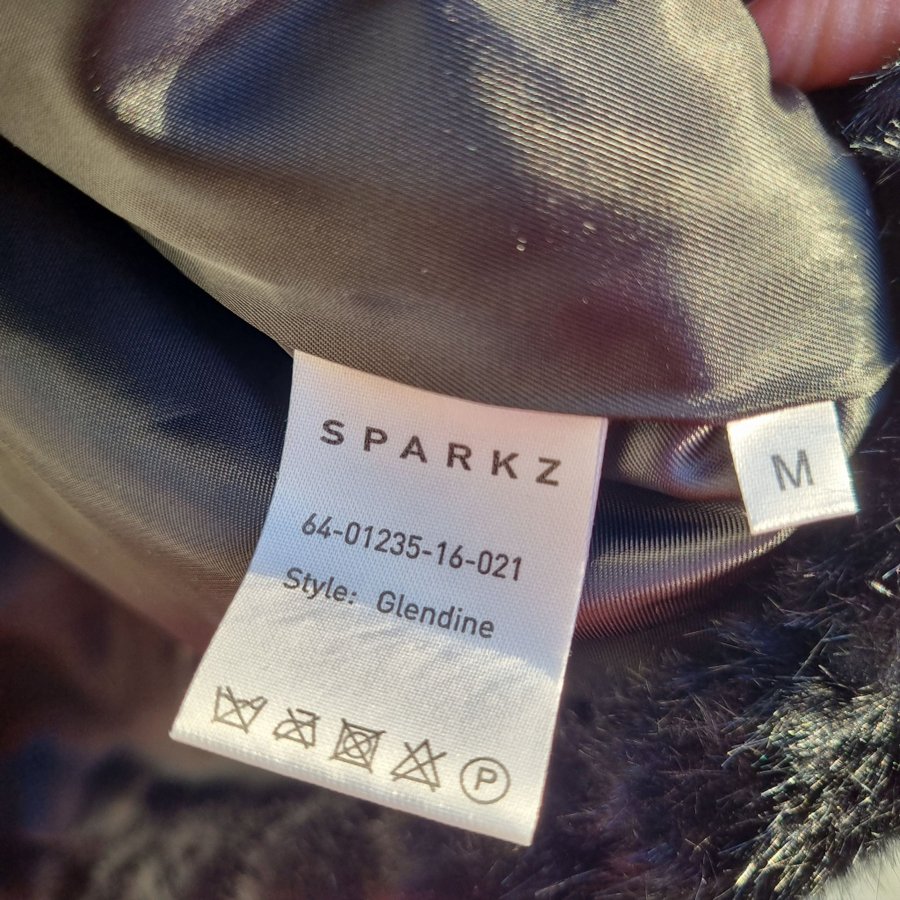 SPARKZ
64-01235-16-021
Style: Glendine
P
M